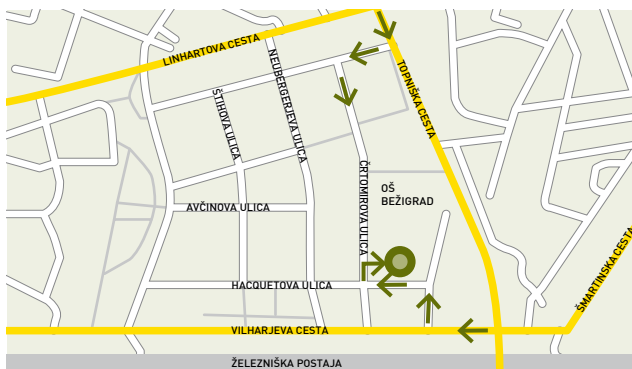 LINHARTOVA CESTA
NEUBERGERJEVA ULICA
TOPNIŠKA CESTA
ŠTIHOVA ULICA
ČRTOMIROVA ULICA
OŠ
BEŽIGRAD
AVČINOVA ULICA
ŠMARTINSKA CESTA
HACQUETOVA ULICA
VILHARJEVA CESTA
ŽELEZNIŠKA POSTAJA